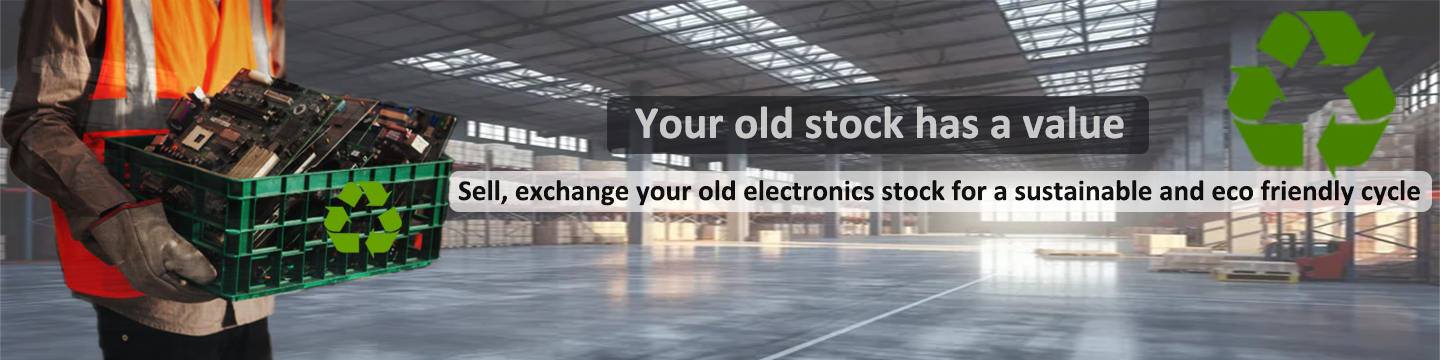 Your old stock has a value
Sell, exchange your old electronics stock for a sustainable and eco friendly cycle